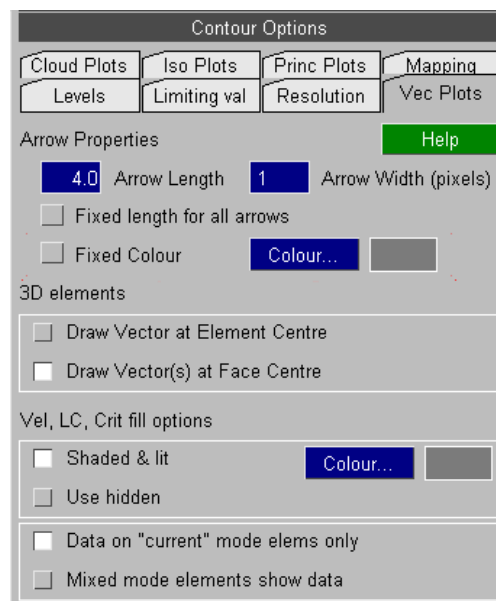 Contour Options
Cloud Plots Iso Plots Princ Plots Mapping
Levels Limiting val Resolution Vec Plots
Arrow Properties Help
4.0 Arrow Length 1 Arrow Width (pixels)
Fixed length for all arrows
Fixed Colour Colour...
3D elements
Draw Vector at Element Centre
Draw Vector(s) at Face Centre
Vel, LC, Crit fill options
Shaded & lit Colour...
Use hidden
Data on "current" mode elems only
Mixed mode elements show data